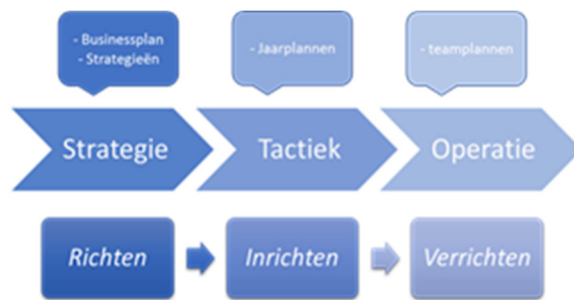 - Businessplan
- Strategieën
- Jaarplannen
- teamplannen
Strategie
Tactiek
Operatie
Richten
Inrichten
Verrichten